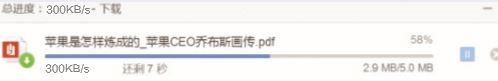 总进度：300KB/s- 下载
苹果是怎样炼成的_苹果CEO乔布斯画传.pdf 58%
300KB/s 还剩 7 秒 2.9 MB/5.0 MB